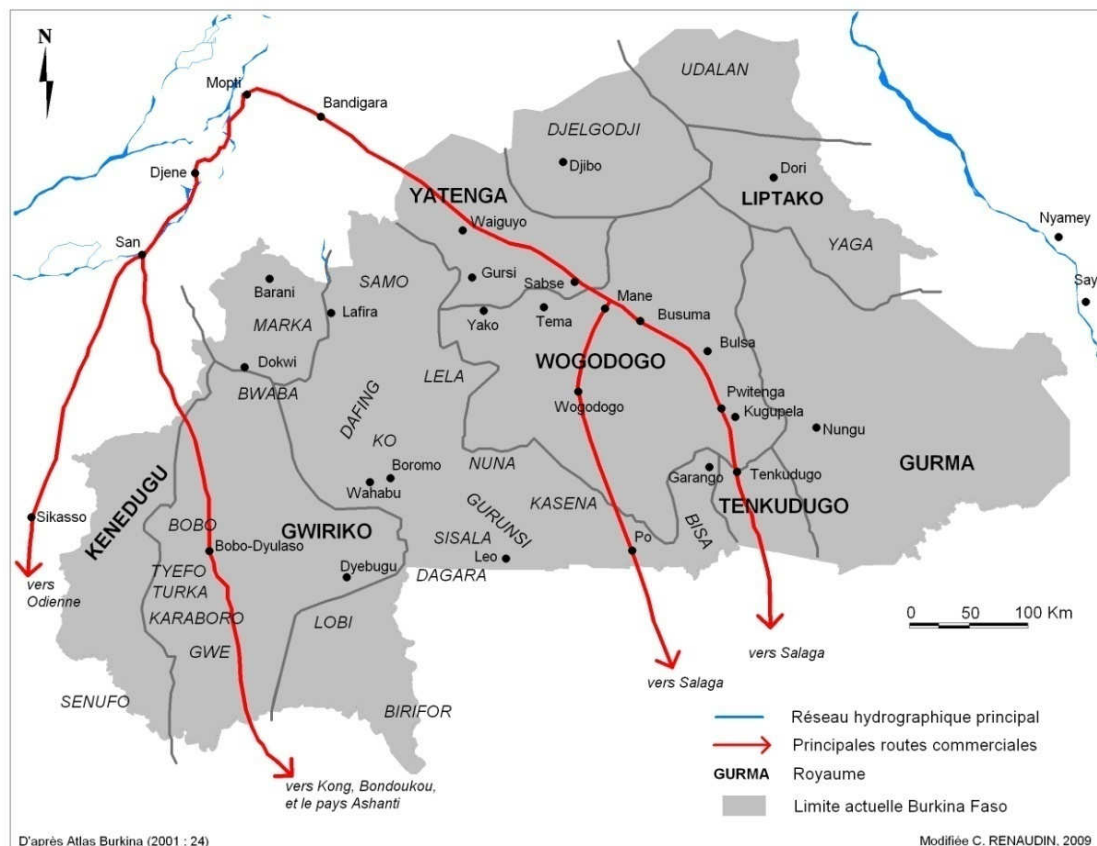 N
UDALAN
Mopti
Bandigara
DJELGODJI
Djibo
Djene
Dori
YATENGA
LIPTAKO
Waiguyo
Nyamey
San
YAGA
SAMO
Gursi
Sabse
Barani
Say
Mane
MARKA
Lafira
Yako
Tema
Busuma
Bulsa
WOGODOGO
Dokwi
LELA
BWABA
DAFING
Wogodogo
Pwitenga
Kugupela
Nungu
KO
NUNA
Boromo
Garango
Tenkudugo
GURMA
Wahabu
KASENA
TENKUDUGO
KENEDUGU
Sikasso
BOBO
GWIRIKO
GURUNSI
BISA
SISALA
Bobo-Dyulaso
Leo
Po
TYEFO
Dyebugu
DAGARA
vers
Odienne
TURKA
KARABORO
LOBI
0 50 100 Km
GWE
vers Salaga
vers Salaga
SENUFO
BIRIFOR
Réseau hydrographique principal
Principales routes commerciales
GURMA Royaume
Limite actuelle Burkina Faso
vers Kong, Bondoukou,
et le pays Ashanti
D'après Atlas Burkina (2001 : 24)
Modifiée C. RENAUDIN, 2009